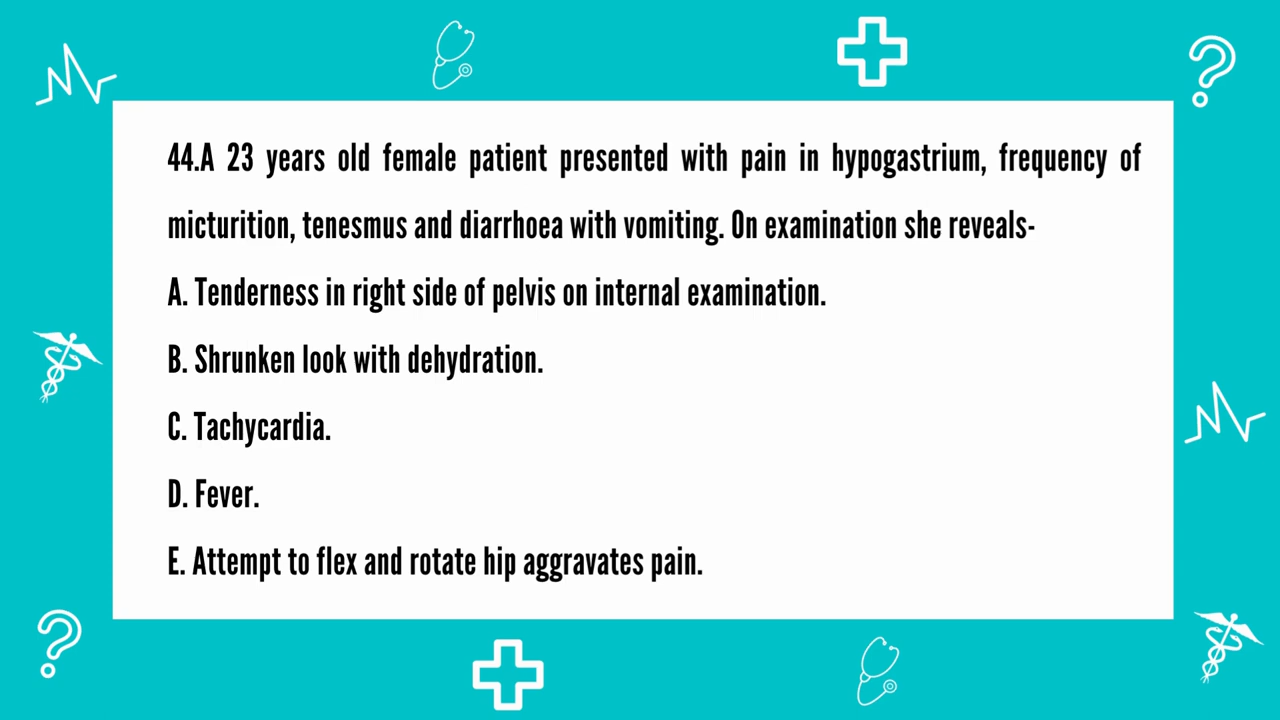 44.A 23 years old female patient presented with pain in hypogastrium, frequency of
micturition, tenesmus and diarrhoea with vomiting. On examination she reveals-
A. Tenderness in right side of pelvis on internal examination.
B. Shrunken look with dehydration.
C. Tachycardia.
D. Fever.
E. Attempt to flex and rotate hip aggravates pain.